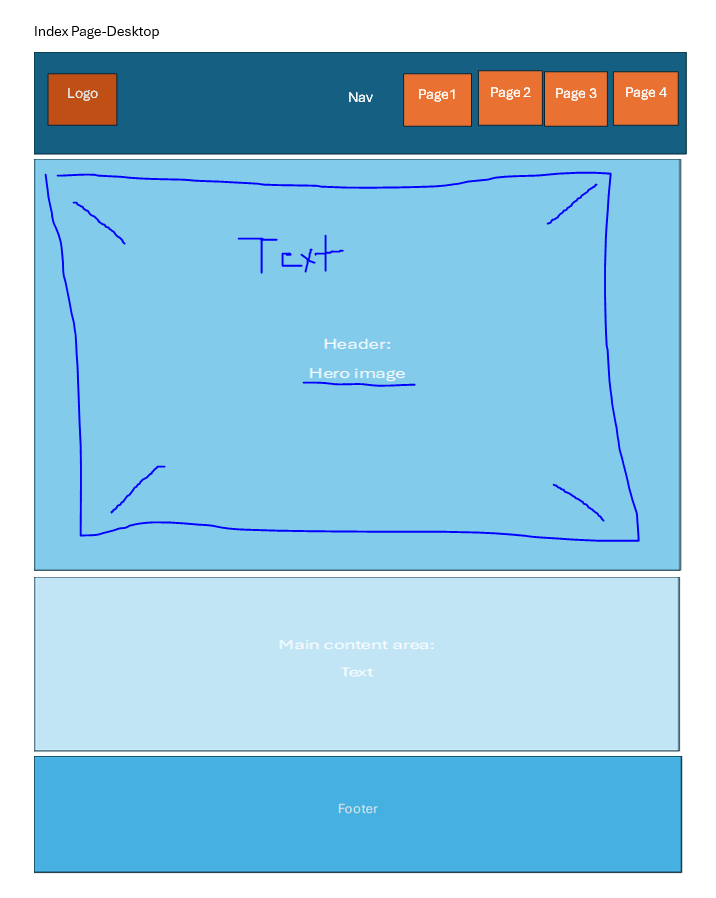 Index Page-Desktop
Logo
Nav
Page1
Page 2
Page 3
Page 4
Text
Header:
Hero image
Main content area:
Text
Footer